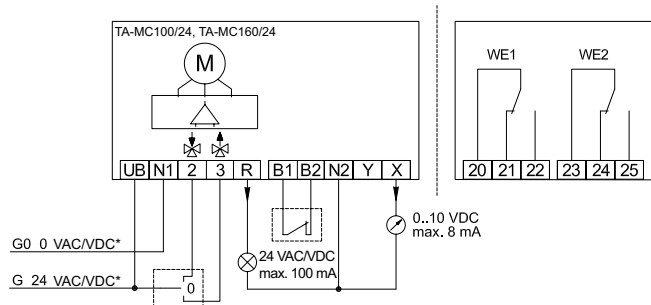 TA-MC100/24, TA-MC160/24
M
UB N1 2 3 R B1 B2 N2 Y X
WE1 WE2
20 21 22 23 24 25
0..10 VDC
max. 8 mA
24 VAC/VDC
max. 100 mA
G0 0 VAC/VDC*
G 24 VAC/VDC*
0